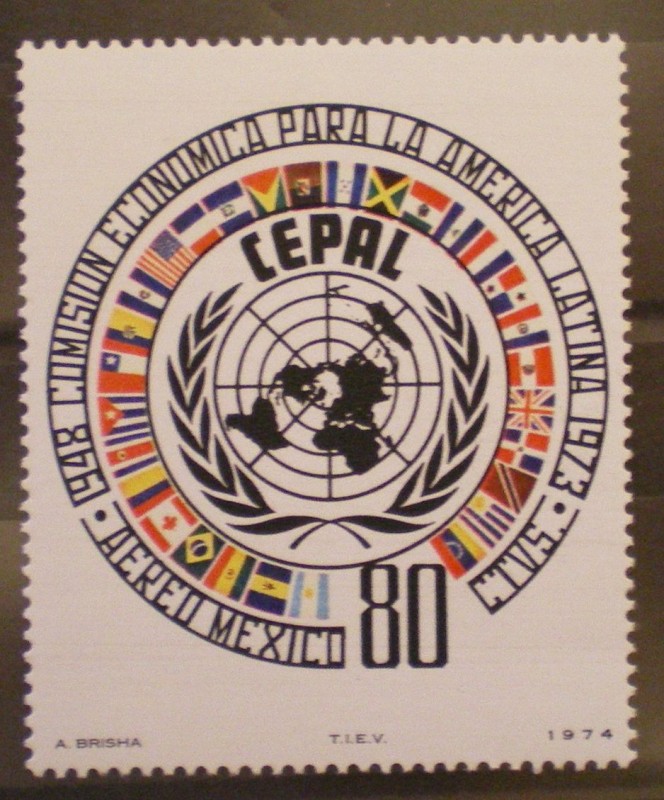 1948 COMISION ECONOMICA PARA LA AMERICA LATINA 1973
CEPAL
AEREO MEXICO 80 CTVS.
A. BRISHA
T.I.E.V.
1974